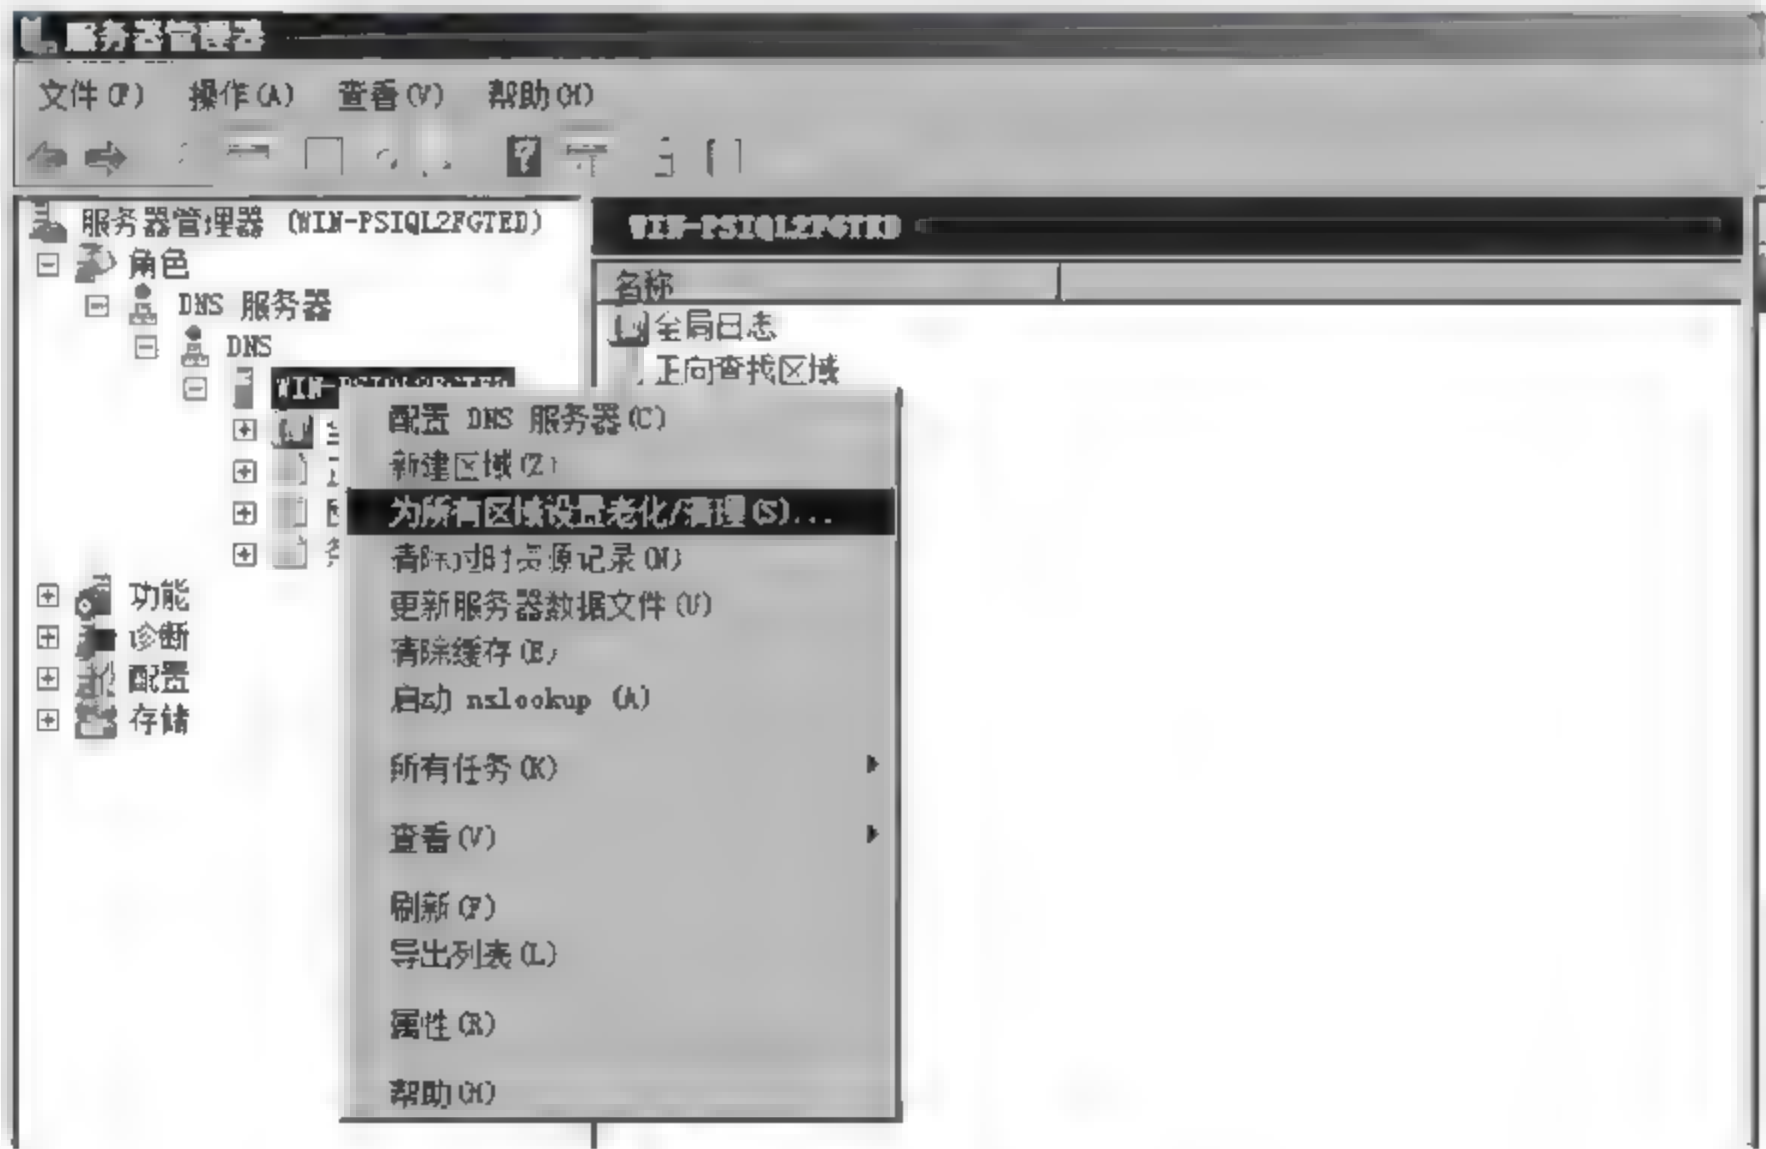 服务器管理器
文件(F) 操作(A) 查看(V) 帮助(H)
服务器管理器 (WIN-PSIQL2FGTED)
角色
DNS 服务器
DNS
WIN-PSIQL2FGTED
功能
诊断
配置
存储
WIN-PSIQL2FGTED
名称
全局日志
正向查找区域
配置 DNS 服务器(C)
新建区域(Z)
为所有区域设置老化/清理(S)...
清除过时资源记录(N)
更新服务器数据文件(U)
清除缓存(E)
启动 nslookup (A)
所有任务(K)
查看(V)
刷新(F)
导出列表(L)
属性(R)
帮助(H)